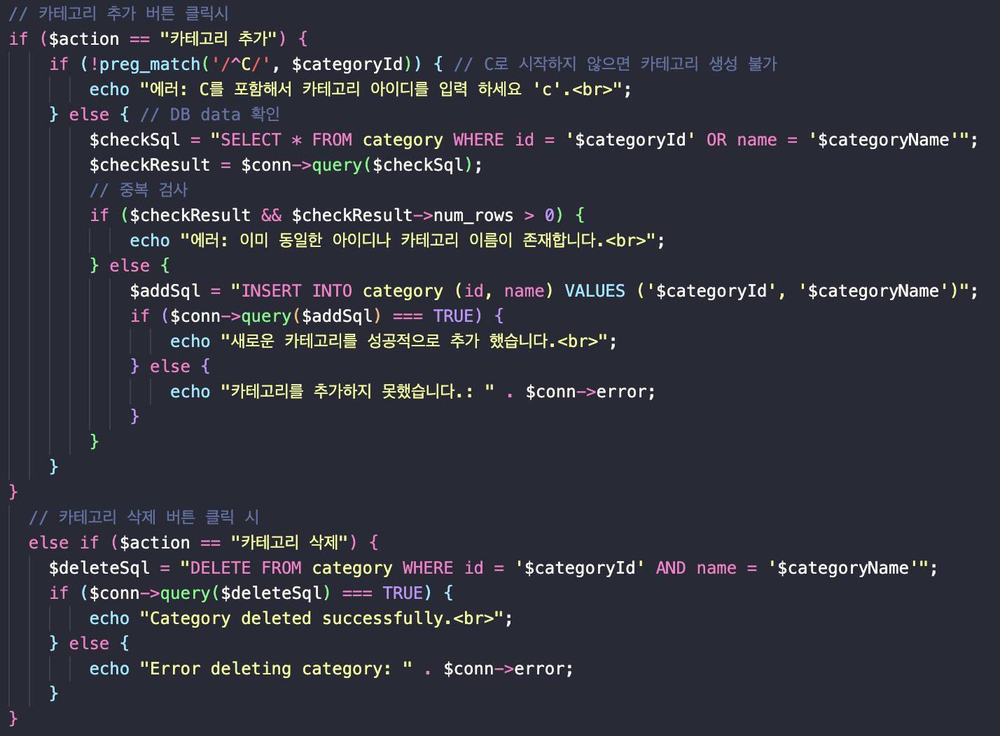 // 카테고리 추가 버튼 클릭시
if ($action == "카테고리 추가") {
    if (!preg_match('/^C/', $categoryId)) { // C로 시작하지 않으면 카테고리 생성 불가
        echo "에러: C를 포함해서 카테고리 아이디를 입력 하세요 'c'.<br>";
    } else { // DB data 확인
        $checkSql = "SELECT * FROM category WHERE id = '$categoryId' OR name = '$categoryName'";
        $checkResult = $conn->query($checkSql);
        // 중복 검사
        if ($checkResult && $checkResult->num_rows > 0) {
            echo "에러: 이미 동일한 아이디나 카테고리 이름이 존재합니다.<br>";
        } else {
            $addSql = "INSERT INTO category (id, name) VALUES ('$categoryId', '$categoryName')";
            if ($conn->query($addSql) === TRUE) {
                echo "새로운 카테고리를 성공적으로 추가 했습니다.<br>";
            } else {
                echo "카테고리를 추가하지 못했습니다.: " . $conn->error;
            }
        }
    }
}
  // 카테고리 삭제 버튼 클릭 시
  else if ($action == "카테고리 삭제") {
    $deleteSql = "DELETE FROM category WHERE id = '$categoryId' AND name = '$categoryName'";
    if ($conn->query($deleteSql) === TRUE) {
        echo "Category deleted successfully.<br>";
    } else {
        echo "Error deleting category: " . $conn->error;
    }
}